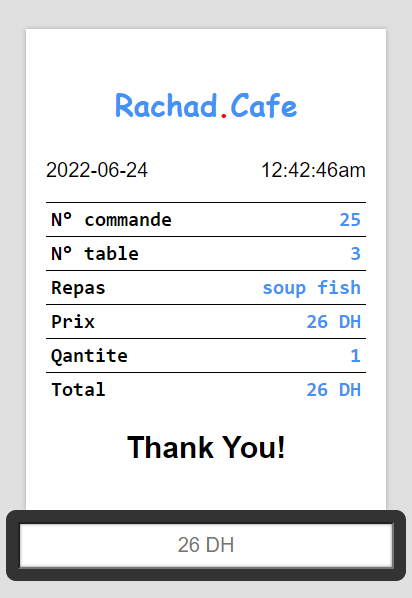 Rachad.Cafe
2022-06-24 12:42:46am
N° commande 25
N° table 3
Repas soup fish
Prix 26 DH
Qantite 1
Total 26 DH
Thank You!
26 DH